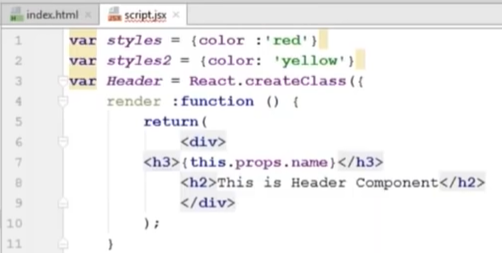 index.html × script.jsx ×
1 var styles = {color :'red'}
2 var styles2 = {color: 'yellow'}
3 var Header = React.createClass({
4 render :function () {
5 return(
6 <div>
7 <h3>{this.props.name}</h3>
8 <h2>This is Header Component</h2>
9 </div>
10 );
11 }